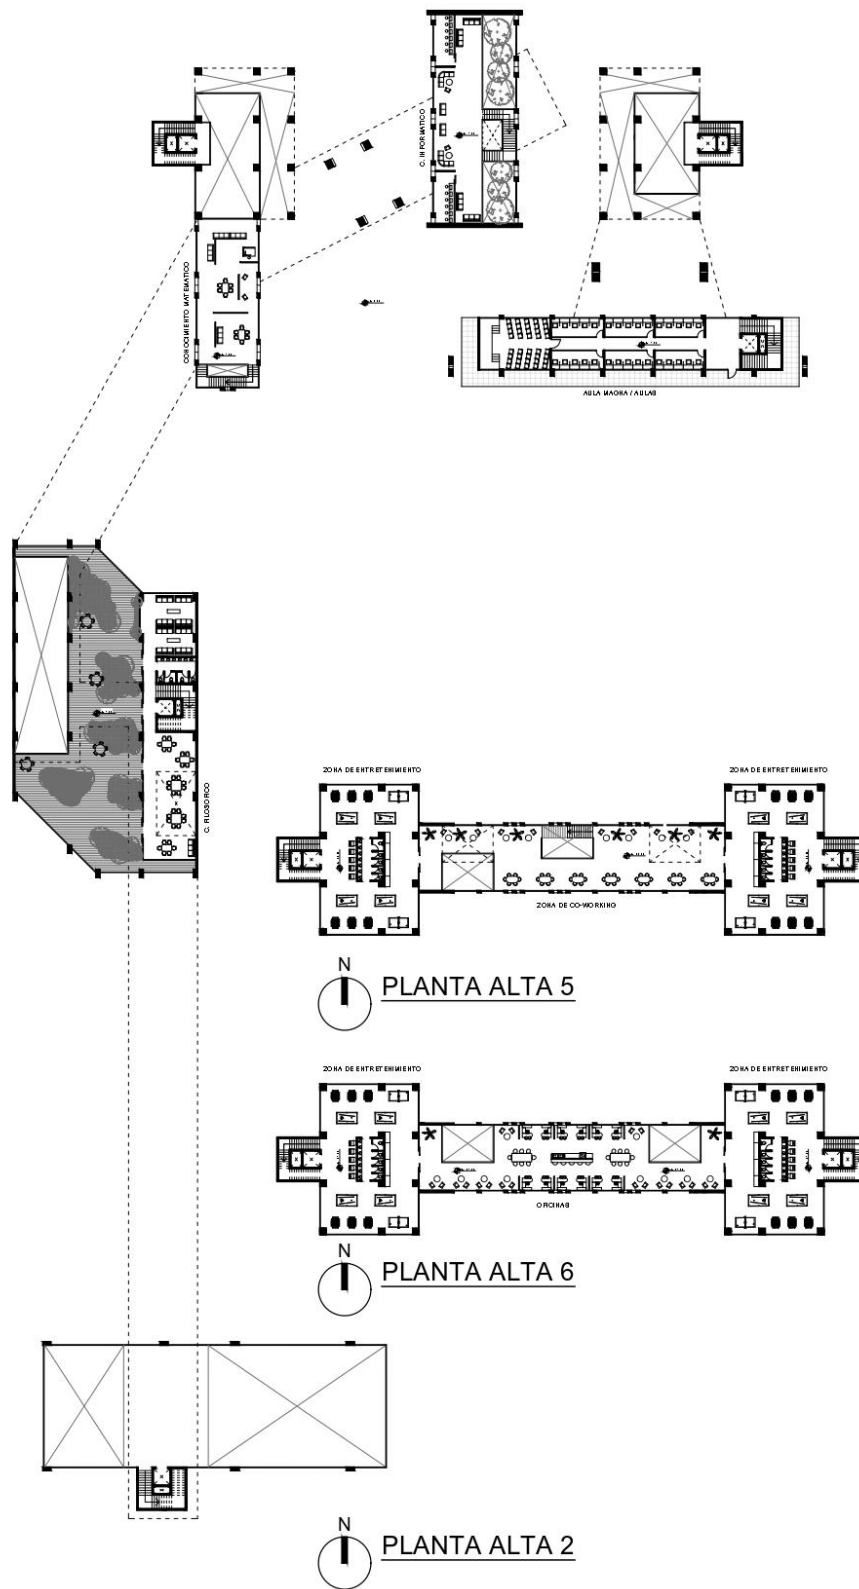 C. INFORMATICO
CONOCIMIENTO MATEMATICO
AULA MAGNA / AULAS
C. FILOSOFICO
ZONA DE ENTRETENIMIENTO
ZONA DE ENTRETENIMIENTO
ZONA DE CO-WORKING
N
PLANTA ALTA 5
ZONA DE ENTRETENIMIENTO
ZONA DE ENTRETENIMIENTO
OFICINAS
N
PLANTA ALTA 6
N
PLANTA ALTA 2